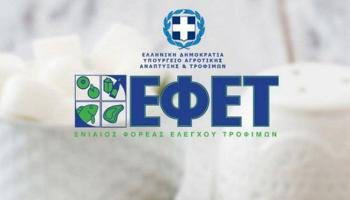 ΕΛΛΗΝΙΚΗ ΔΗΜΟΚΡΑΤΙΑ
ΥΠΟΥΡΓΕΙΟ ΑΓΡΟΤΙΚΗΣ
ΑΝΑΠΤΥΞΗΣ & ΤΡΟΦΙΜΩΝ
ΕΦΕΤ
ΕΝΙΑΙΟΣ ΦΟΡΕΑΣ ΕΛΕΓΧΟΥ ΤΡΟΦΙΜΩΝ